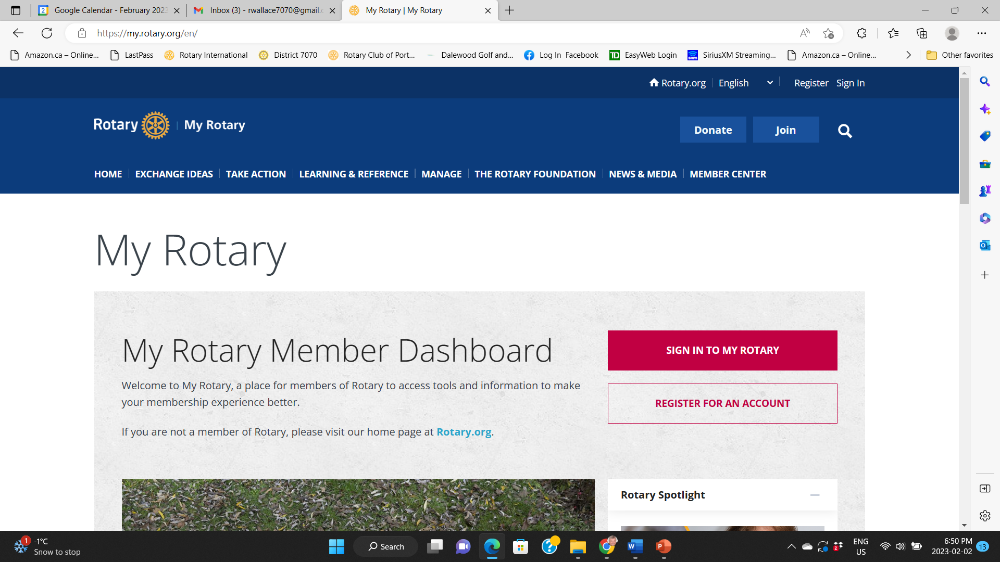 Google Calendar - February 2023
Inbox (3) - rwallace7070@gmail.c
My Rotary | My Rotary
https://my.rotary.org/en/
Amazon.ca – Online...
LastPass
Rotary International
District 7070
Rotary Club of Port...
Dalewood Golf and...
Log In Facebook
EasyWeb Login
SiriusXM Streaming...
Amazon.ca – Online...
Other favorites
Rotary.org
English
Register
Sign In
Rotary | My Rotary
Donate
Join
HOME
EXCHANGE IDEAS
TAKE ACTION
LEARNING & REFERENCE
MANAGE
THE ROTARY FOUNDATION
NEWS & MEDIA
MEMBER CENTER
My Rotary
My Rotary Member Dashboard
Welcome to My Rotary, a place for members of Rotary to access tools and information to make
your membership experience better.
If you are not a member of Rotary, please visit our home page at Rotary.org.
SIGN IN TO MY ROTARY
REGISTER FOR AN ACCOUNT
Rotary Spotlight
1
-1°C
Snow to stop
Search
ENG
US
6:50 PM
2023-02-02
13